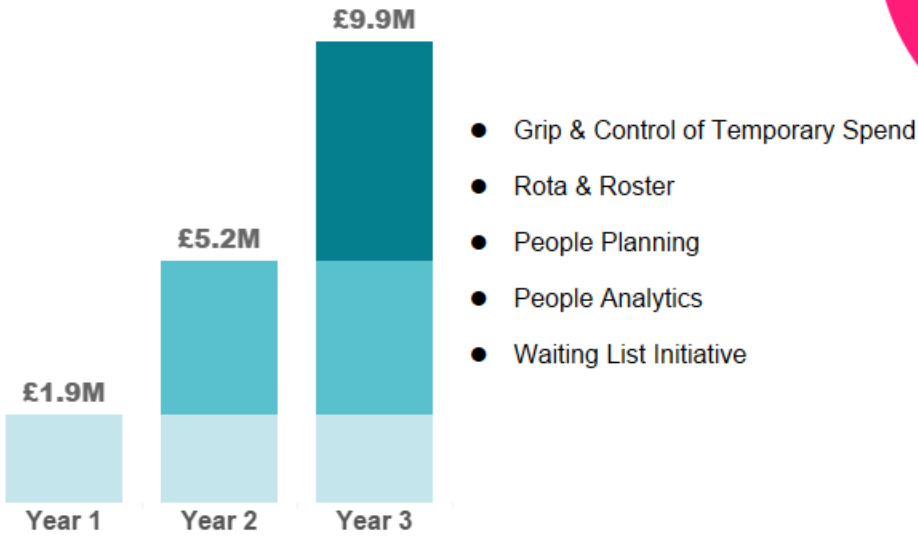 £9.9M
£5.2M
£1.9M
Year 1 Year 2 Year 3
● Grip & Control of Temporary Spend
● Rota & Roster
● People Planning
● People Analytics
● Waiting List Initiative